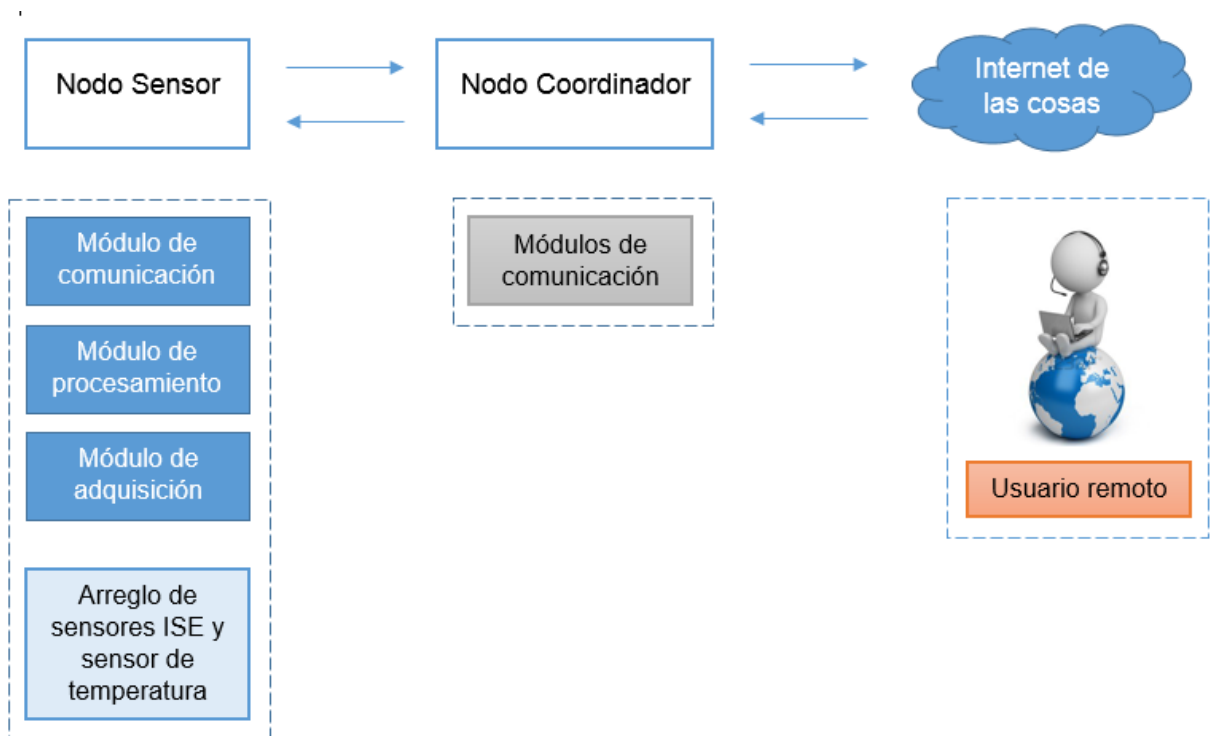 Nodo Sensor
Nodo Coordinador
Internet de
las cosas
Módulo de
comunicación
Módulo de
procesamiento
Módulo de
adquisición
Arreglo de
sensores ISE y
sensor de
temperatura
Módulos de
comunicación
Usuario remoto